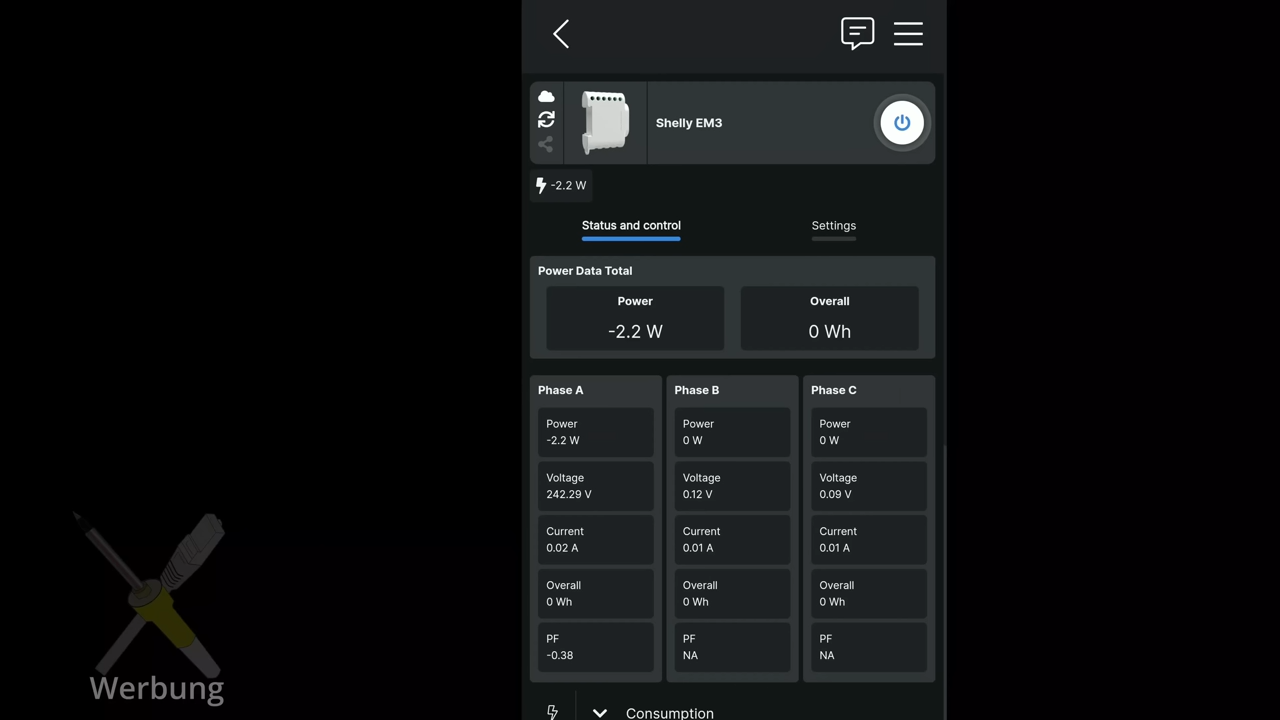 Shelly EM3
-2.2 W
Status and control
Settings
Power Data Total
Power
-2.2 W
Overall
0 Wh
Phase A
Power
-2.2 W
Voltage
242.29 V
Current
0.02 A
Overall
0 Wh
PF
-0.38
Phase B
Power
0 W
Voltage
0.12 V
Current
0.01 A
Overall
0 Wh
PF
NA
Phase C
Power
0 W
Voltage
0.09 V
Current
0.01 A
Overall
0 Wh
PF
NA
Consumption
Werbung